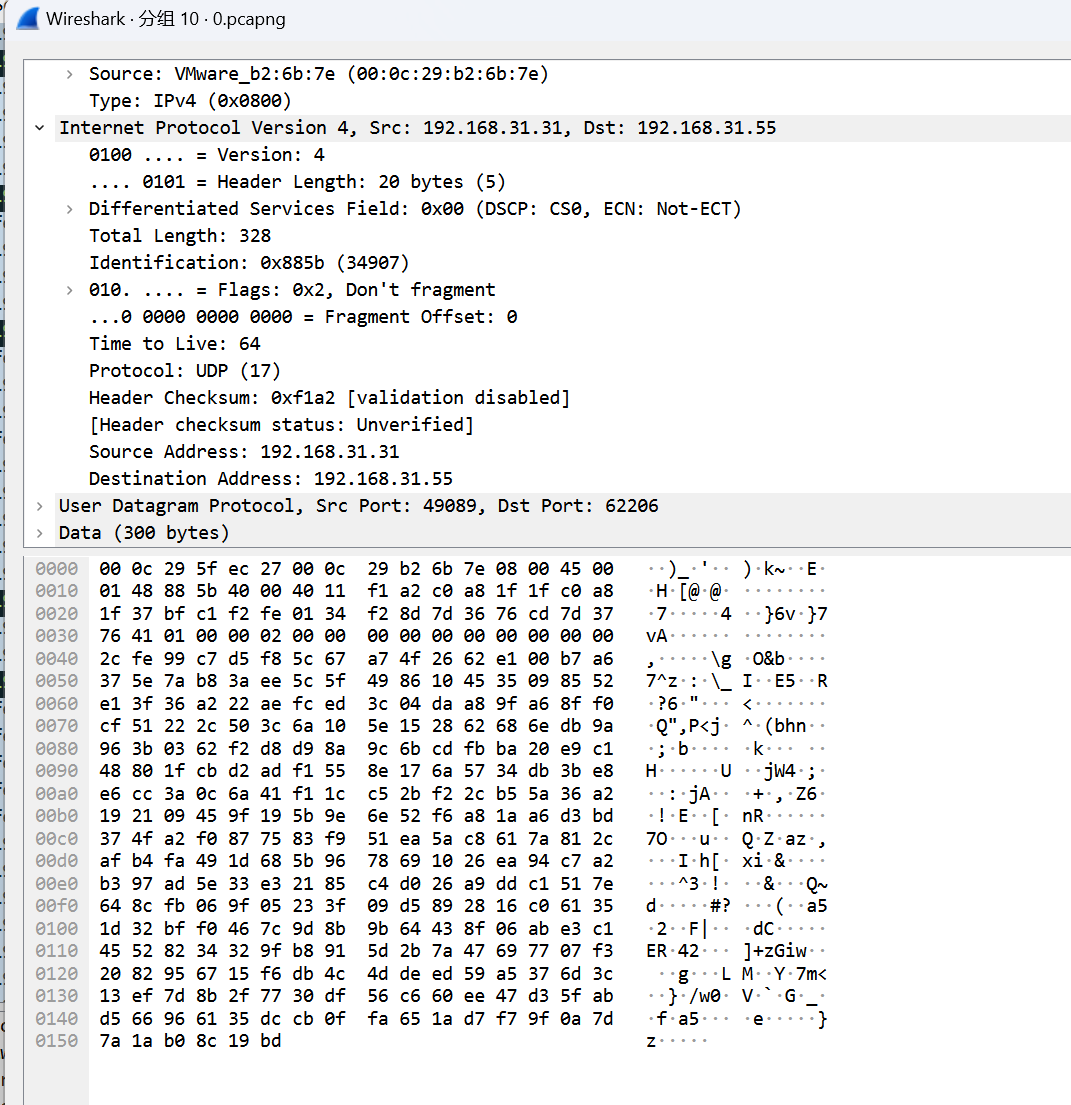 Wireshark · 分组 10 · 0.pcapng
Source: VMware_b2:6b:7e (00:0c:29:b2:6b:7e)
Type: IPv4 (0x0800)
Internet Protocol Version 4, Src: 192.168.31.31, Dst: 192.168.31.55
0100 .... = Version: 4
.... 0101 = Header Length: 20 bytes (5)
Differentiated Services Field: 0x00 (DSCP: CS0, ECN: Not-ECT)
Total Length: 328
Identification: 0x885b (34907)
010. .... = Flags: 0x2, Don't fragment
...0 0000 0000 0000 = Fragment Offset: 0
Time to Live: 64
Protocol: UDP (17)
Header Checksum: 0xf1a2 [validation disabled]
[Header checksum status: Unverified]
Source Address: 192.168.31.31
Destination Address: 192.168.31.55
User Datagram Protocol, Src Port: 49089, Dst Port: 62206
Data (300 bytes)
0000 00 0c 29 5f ec 27 00 0c 29 b2 6b 7e 08 00 45 00 ··)_·'·· )·k~··E·
0010 01 48 88 5b 40 00 40 11 f1 a2 c0 a8 1f 1f c0 a8 ·H·[@·@· ········
0020 1f 37 bf c1 f2 fe 01 34 f2 8d 7d 36 76 cd 7d 37 ·7·····4 ··}6v·}7
0030 76 41 01 00 00 02 00 00 00 00 00 00 00 00 00 00 vA······ ········
0040 2c fe 99 c7 d5 f8 5c 67 a7 4f 26 62 e1 00 b7 a6 ,·····\g ·O&b····
0050 37 5e 7a b8 3a ee 5c 5f 49 86 10 45 35 09 85 52 7^z·:·\_ I··E5··R
0060 e1 3f 36 a2 22 ae fc ed 3c 04 da a8 9f a6 8f f0 ·?6·"··· <·······
0070 cf 51 22 2c 50 3c 6a 10 5e 15 28 62 68 6e db 9a ·Q",P<j· ^·(bhn··
0080 96 3b 03 62 f2 d8 d9 8a 9c 6b cd fb ba 20 e9 c1 ·;·b···· ·k··· ··
0090 48 80 1f cb d2 ad f1 55 8e 17 6a 57 34 db 3b e8 H······U ··jW4·;·
00a0 e6 cc 3a 0c 6a 41 f1 1c c5 2b f2 2c b5 5a 36 a2 ··:·jA·· ·+·,·Z6·
00b0 19 21 09 45 9f 19 5b 9e 6e 52 f6 a8 1a a6 d3 bd ·!·E··[· nR······
00c0 37 4f a2 f0 87 75 83 f9 51 ea 5a c8 61 7a 81 2c 7O···u·· Q·Z·az·,
00d0 af b4 fa 49 1d 68 5b 96 78 69 10 26 ea 94 c7 a2 ···I·h[· xi·&····
00e0 b3 97 ad 5e 33 e3 21 85 c4 d0 26 a9 dd c1 51 7e ···^3·!· ··&···Q~
00f0 64 8c fb 06 9f 05 23 3f 09 d5 89 28 16 c0 61 35 d·····#? ···(··a5
0100 1d 32 bf f0 46 7c 9d 8b 9b 64 43 8f 06 ab e3 c1 ·2··F|·· ·dC·····
0110 45 52 82 34 32 9f b8 91 5d 2b 7a 47 69 77 07 f3 ER·42··· ]+zGiw··
0120 20 82 95 67 15 f6 db 4c 4d de ed 59 a5 37 6d 3c ··g···L M··Y·7m<
0130 13 ef 7d 8b 2f 77 30 df 56 c6 60 ee 47 d3 5f ab ··}·/w0· V·`·G·_·
0140 d5 66 96 61 35 dc cb 0f fa 65 1a d7 f7 9f 0a 7d ·f·a5··· ·e·····}
0150 7a 1a b0 8c 19 bd z·····